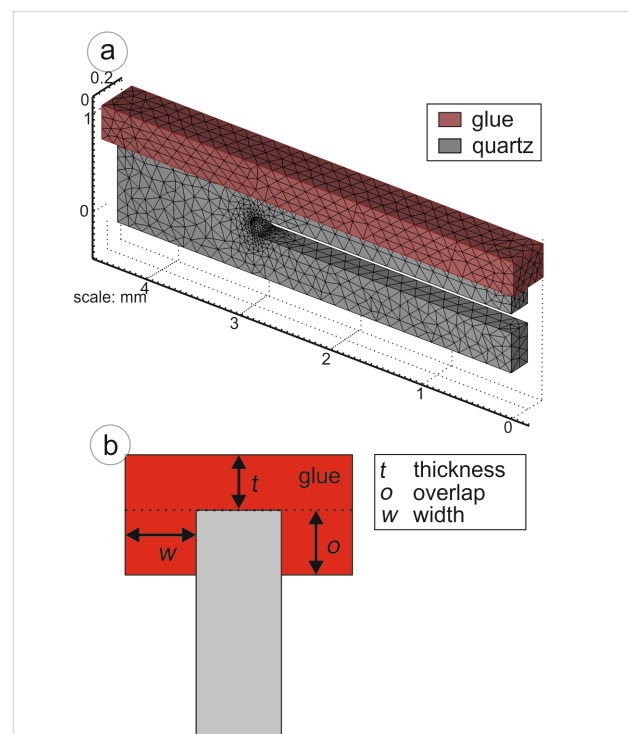 a
0.2
0
1
0
glue
quartz
4
scale: mm
3
2
1
0
b
glue
t
w
o
t thickness
o overlap
w width